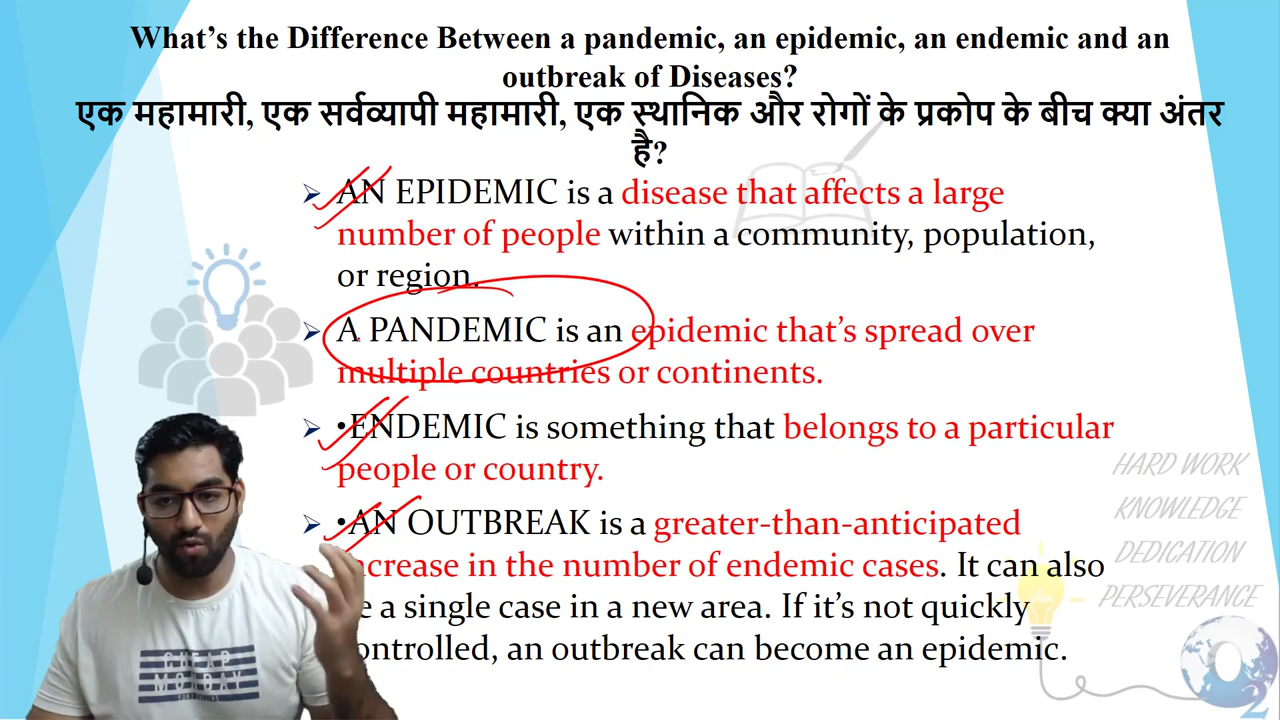 What's the Difference Between a pandemic, an epidemic, an endemic and an
outbreak of Diseases?
एक महामारी, एक सर्वव्यापी महामारी, एक स्थानिक और रोगों के प्रकोप के बीच क्या अंतर
है?
➢ AN EPIDEMIC is a disease that affects a large
number of people within a community, population,
or region.
➢ A PANDEMIC is an epidemic that's spread over
multiple countries or continents.
➢ •ENDEMIC is something that belongs to a particular
people or country.
➢ •AN OUTBREAK is a greater-than-anticipated
increase in the number of endemic cases. It can also
a single case in a new area. If it's not quickly
controlled, an outbreak can become an epidemic.
HARD WORK
KNOWLEDGE
DEDICATION
PERSEVERANCE
CHEAP
MONDAY
O2